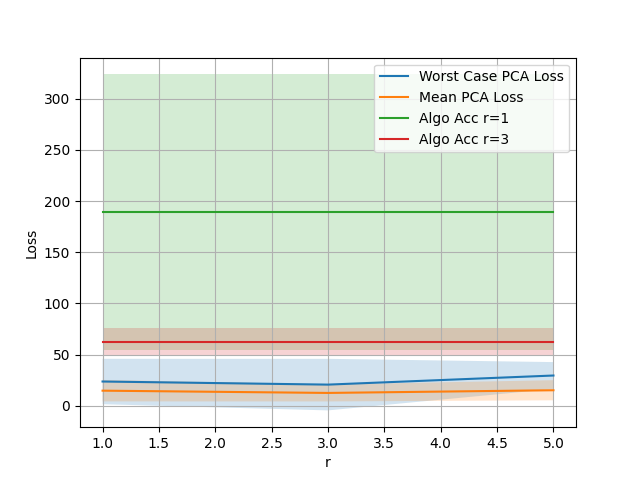 Worst Case PCA Loss
Mean PCA Loss
Algo Acc r=1
Algo Acc r=3
300
250
200
150
100
50
0
Loss
1.0 1.5 2.0 2.5 3.0 3.5 4.0 4.5 5.0
r